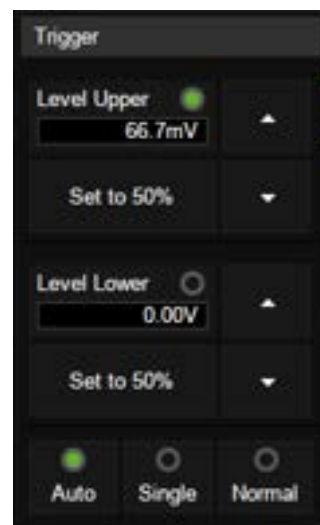 Trigger
Level Upper
66.7mV
Set to 50%
Level Lower
0.00V
Set to 50%
Auto Single Normal